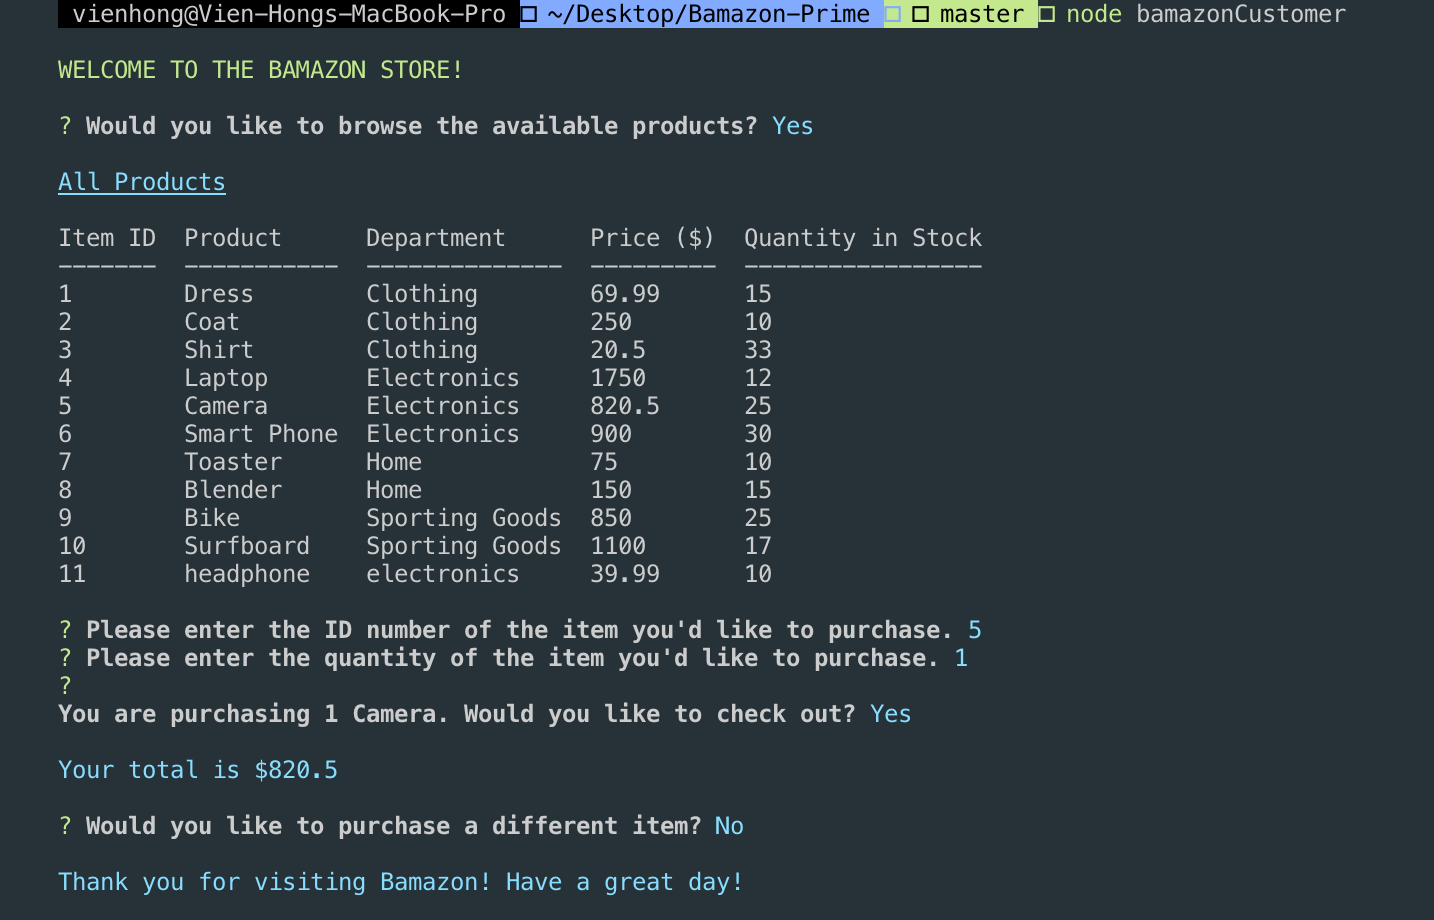 vienhong@Vien-Hongs-MacBook-Pro ~/Desktop/Bamazon-Prime master node bamazonCustomer
WELCOME TO THE BAMAZON STORE!
? Would you like to browse the available products? Yes
All Products
Item ID  Product      Department      Price ($)  Quantity in Stock
-------  -----------  --------------  ---------  -----------------
1        Dress        Clothing        69.99      15
2        Coat         Clothing        250        10
3        Shirt        Clothing        20.5       33
4        Laptop       Electronics     1750       12
5        Camera       Electronics     820.5      25
6        Smart Phone  Electronics     900        30
7        Toaster      Home            75         10
8        Blender      Home            150        15
9        Bike         Sporting Goods  850        25
10       Surfboard    Sporting Goods  1100       17
11       headphone    electronics     39.99      10
? Please enter the ID number of the item you'd like to purchase. 5
? Please enter the quantity of the item you'd like to purchase. 1
?
You are purchasing 1 Camera. Would you like to check out? Yes
Your total is $820.5
? Would you like to purchase a different item? No
Thank you for visiting Bamazon! Have a great day!